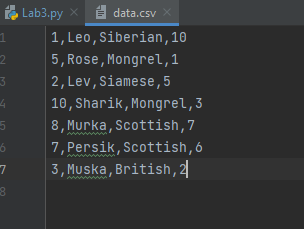 Lab3.py × data.csv ×
1 1,Leo,Siberian,10
2 5,Rose,Mongrel,1
3 2,Lev,Siamese,5
4 10,Sharik,Mongrel,3
5 8,Murka,Scottish,7
6 7,Persik,Scottish,6
7 3,Muska,British,2
8